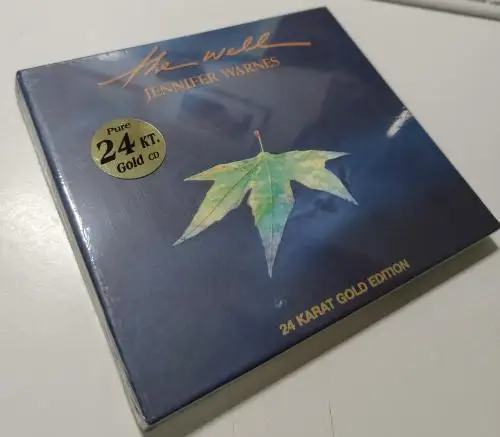 the well
JENNIFER WARNES
Pure
24 KT.
Gold CD
24 KARAT GOLD EDITION